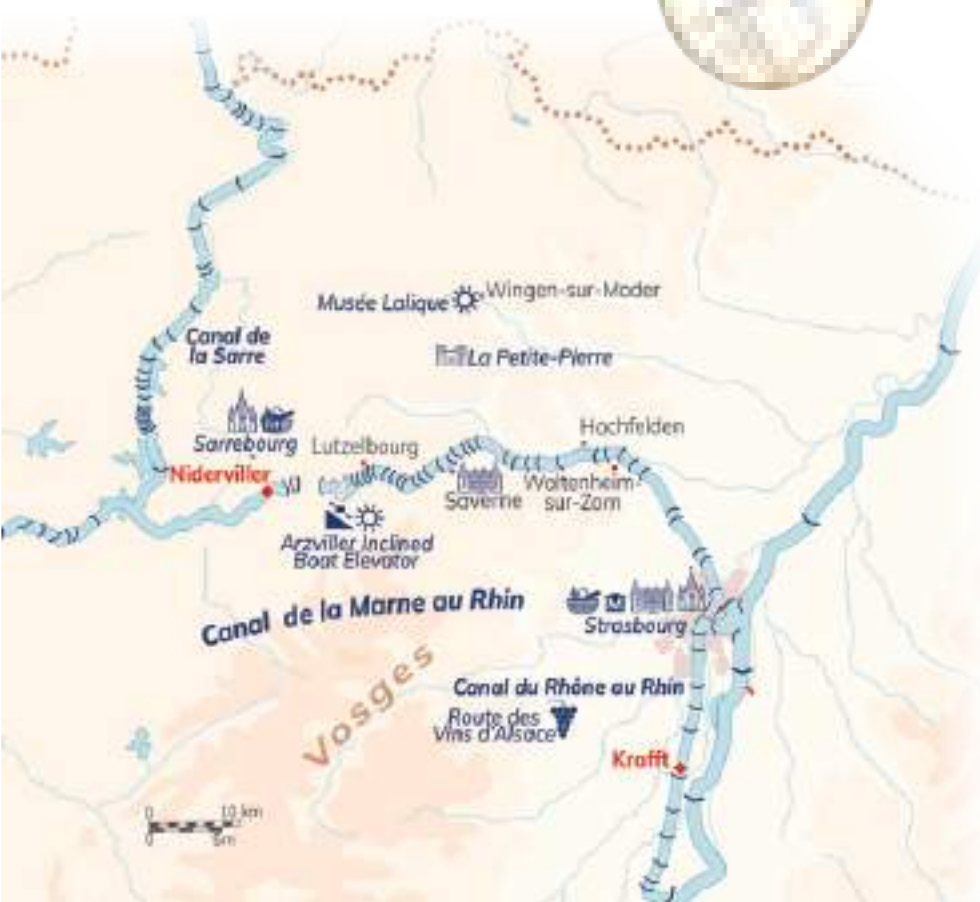 Musée Lalique
Wingen-sur-Moder
La Petite-Pierre
Canal de
la Sarre
Sarrebourg
Lutzelbourg
Hochfelden
Niderviller
Saverne
Waltenheim
sur-Zorn
Arzviller Inclined
Boat Elevator
Canal de la Marne au Rhin
Strasbourg
Vosges
Canal du Rhône au Rhin
Route des
Vins d'Alsace
Krafft
0 10 km
0